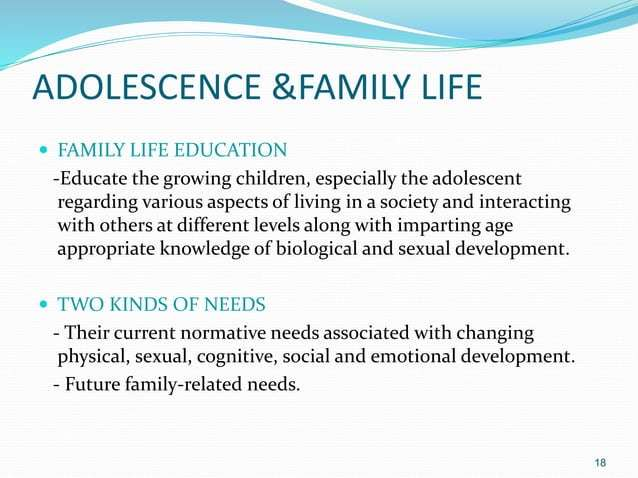 ADOLESCENCE &FAMILY LIFE
• FAMILY LIFE EDUCATION
-Educate the growing children, especially the adolescent
regarding various aspects of living in a society and interacting
with others at different levels along with imparting age
appropriate knowledge of biological and sexual development.
• TWO KINDS OF NEEDS
- Their current normative needs associated with changing
physical, sexual, cognitive, social and emotional development.
- Future family-related needs.
18